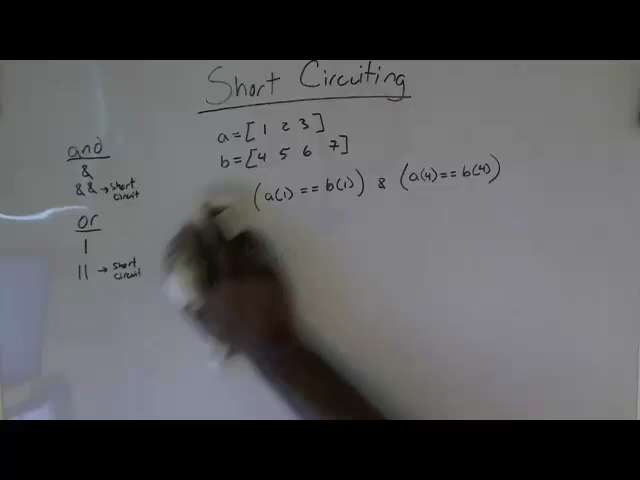 Short Circuiting
a = [ 1 2 3 ]
b = [ 4 5 6 7 ]
(a(1) == b(1)) & (a(4) == b(4))
and
&
&& → short circuit
or
|
|| → short circuit